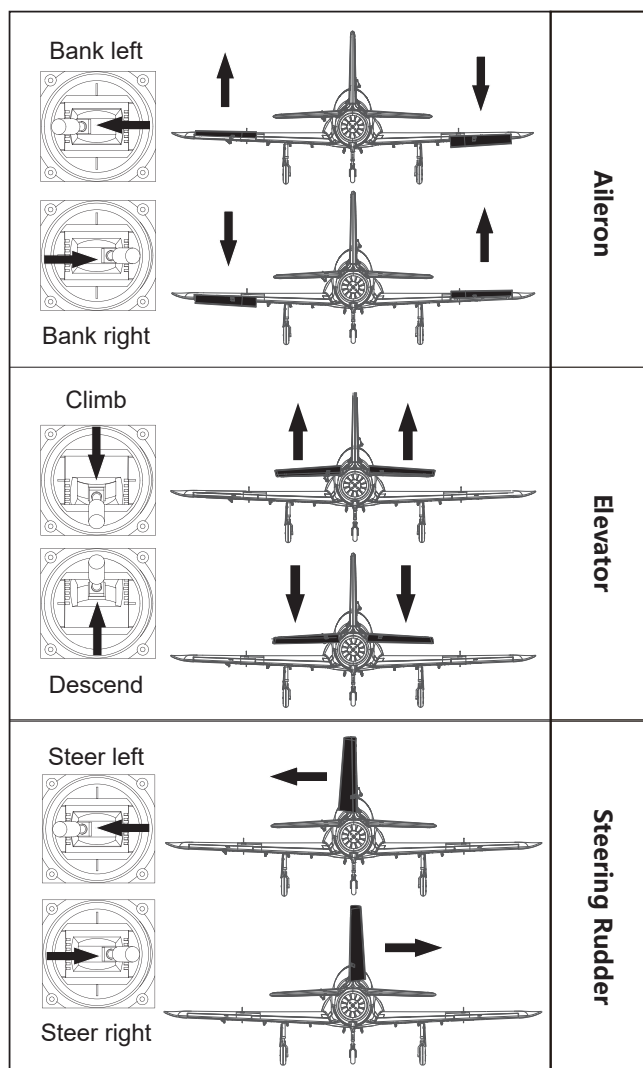 Bank left
Bank right
Aileron
Climb
Descend
Elevator
Steer left
Steer right
Steering Rudder